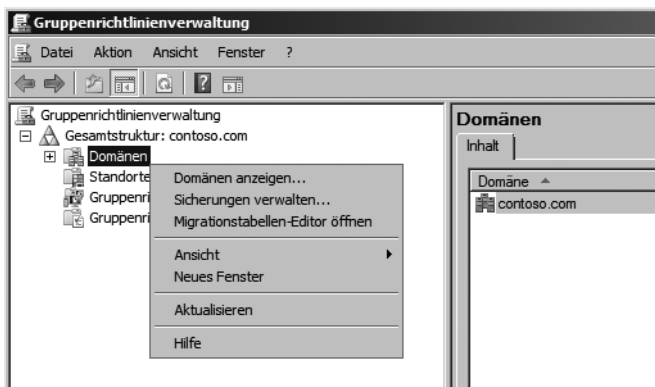 Gruppenrichtlinienverwaltung
Datei Aktion Ansicht Fenster ?
Gruppenrichtlinienverwaltung
Gesamtstruktur: contoso.com
Domänen
Standorte
Gruppenri
Gruppenri
Domänen anzeigen...
Sicherungen verwalten...
Migrationstabellen-Editor öffnen
Ansicht
Neues Fenster
Aktualisieren
Hilfe
Domänen
Inhalt
Domäne
contoso.com